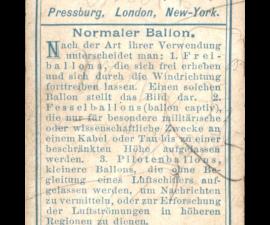 Pressburg, London, New-York.
Normaler Ballon.
Nach der Art ihrer Verwendung
unterscheidet man: 1. Frei-
ballons, die sich frei erheben
und sich durch die Windrichtung
forttreiben lassen. Einen solchen
Ballon stellt das Bild dar. 2.
Fesselballons (ballon captiv),
die nur für besondere militärische
oder wissenschaftliche Zwecke an
einem Kabel oder Tau bis zu einer
beschränkten Höhe aufgelassen
werden. 3. Pilotenballons,
kleinere Ballons, die ohne Be-
gleitung eines Luftschiffers auf-
gelassen werden, um Nachrichten
zu vermitteln, oder zur Erforschung
der Luftströmungen in höheren
Regionen zu dienen.